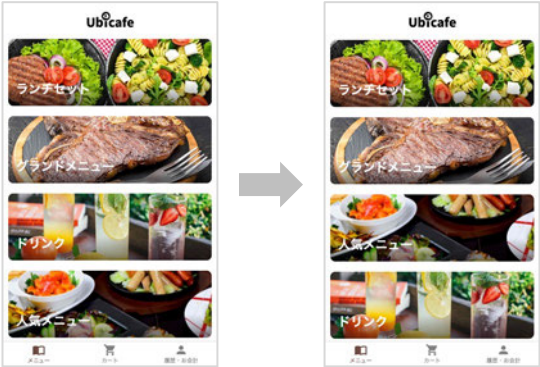 Ubicafe
ランチセット
グランドメニュー
ドリンク
人気メニュー
メニュー
カート
履歴・お会計
Ubicafe
ランチセット
グランドメニュー
人気メニュー
ドリンク
メニュー
カート
履歴・お会計